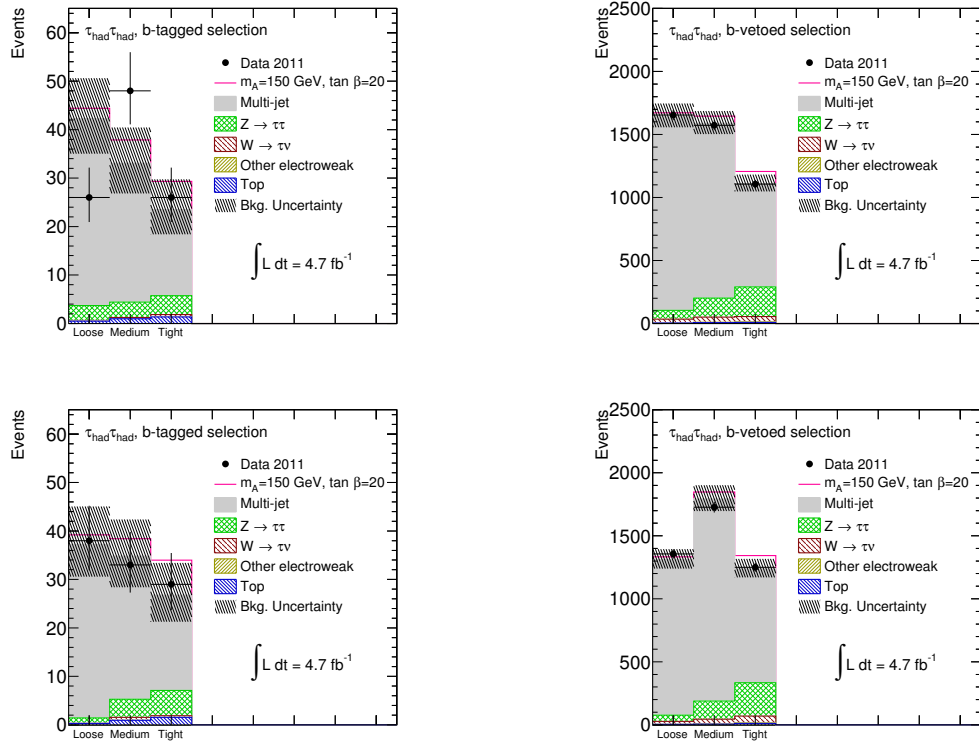 Events
60
50
40
30
20
10
0
τhadτhad, b-tagged selection
Data 2011
mA=150 GeV, tan β=20
Multi-jet
Z → ττ
W → τν
Other electroweak
Top
Bkg. Uncertainty
∫ L dt = 4.7 fb-1
Loose Medium Tight
Events
2500
2000
1500
1000
500
0
τhadτhad, b-vetoed selection
Data 2011
mA=150 GeV, tan β=20
Multi-jet
Z → ττ
W → τν
Other electroweak
Top
Bkg. Uncertainty
∫ L dt = 4.7 fb-1
Loose Medium Tight
Events
60
50
40
30
20
10
0
τhadτhad, b-tagged selection
Data 2011
mA=150 GeV, tan β=20
Multi-jet
Z → ττ
W → τν
Other electroweak
Top
Bkg. Uncertainty
∫ L dt = 4.7 fb-1
Loose Medium Tight
Events
2500
2000
1500
1000
500
0
τhadτhad, b-vetoed selection
Data 2011
mA=150 GeV, tan β=20
Multi-jet
Z → ττ
W → τν
Other electroweak
Top
Bkg. Uncertainty
∫ L dt = 4.7 fb-1
Loose Medium Tight